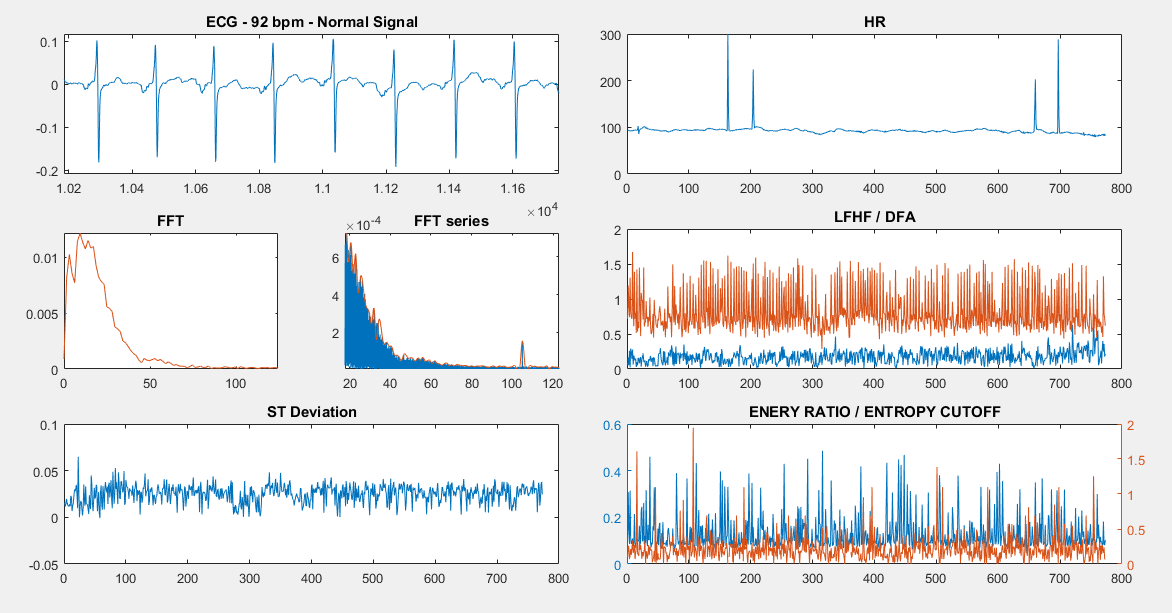 ECG - 92 bpm - Normal Signal
0.1
0
-0.1
-0.2
1.02 1.04 1.06 1.08 1.1 1.12 1.14 1.16
×10^4
HR
300
200
100
0
0 100 200 300 400 500 600 700 800
FFT
0.01
0.005
0
0 50 100
FFT series
×10^-4
6
4
2
20 40 60 80 100 120
LFHF / DFA
2
1.5
1
0.5
0
0 100 200 300 400 500 600 700 800
ST Deviation
0.1
0.05
0
-0.05
0 100 200 300 400 500 600 700 800
ENERY RATIO / ENTROPY CUTOFF
0.6
0.4
0.2
0
2
1.5
1
0.5
0
0 100 200 300 400 500 600 700 800